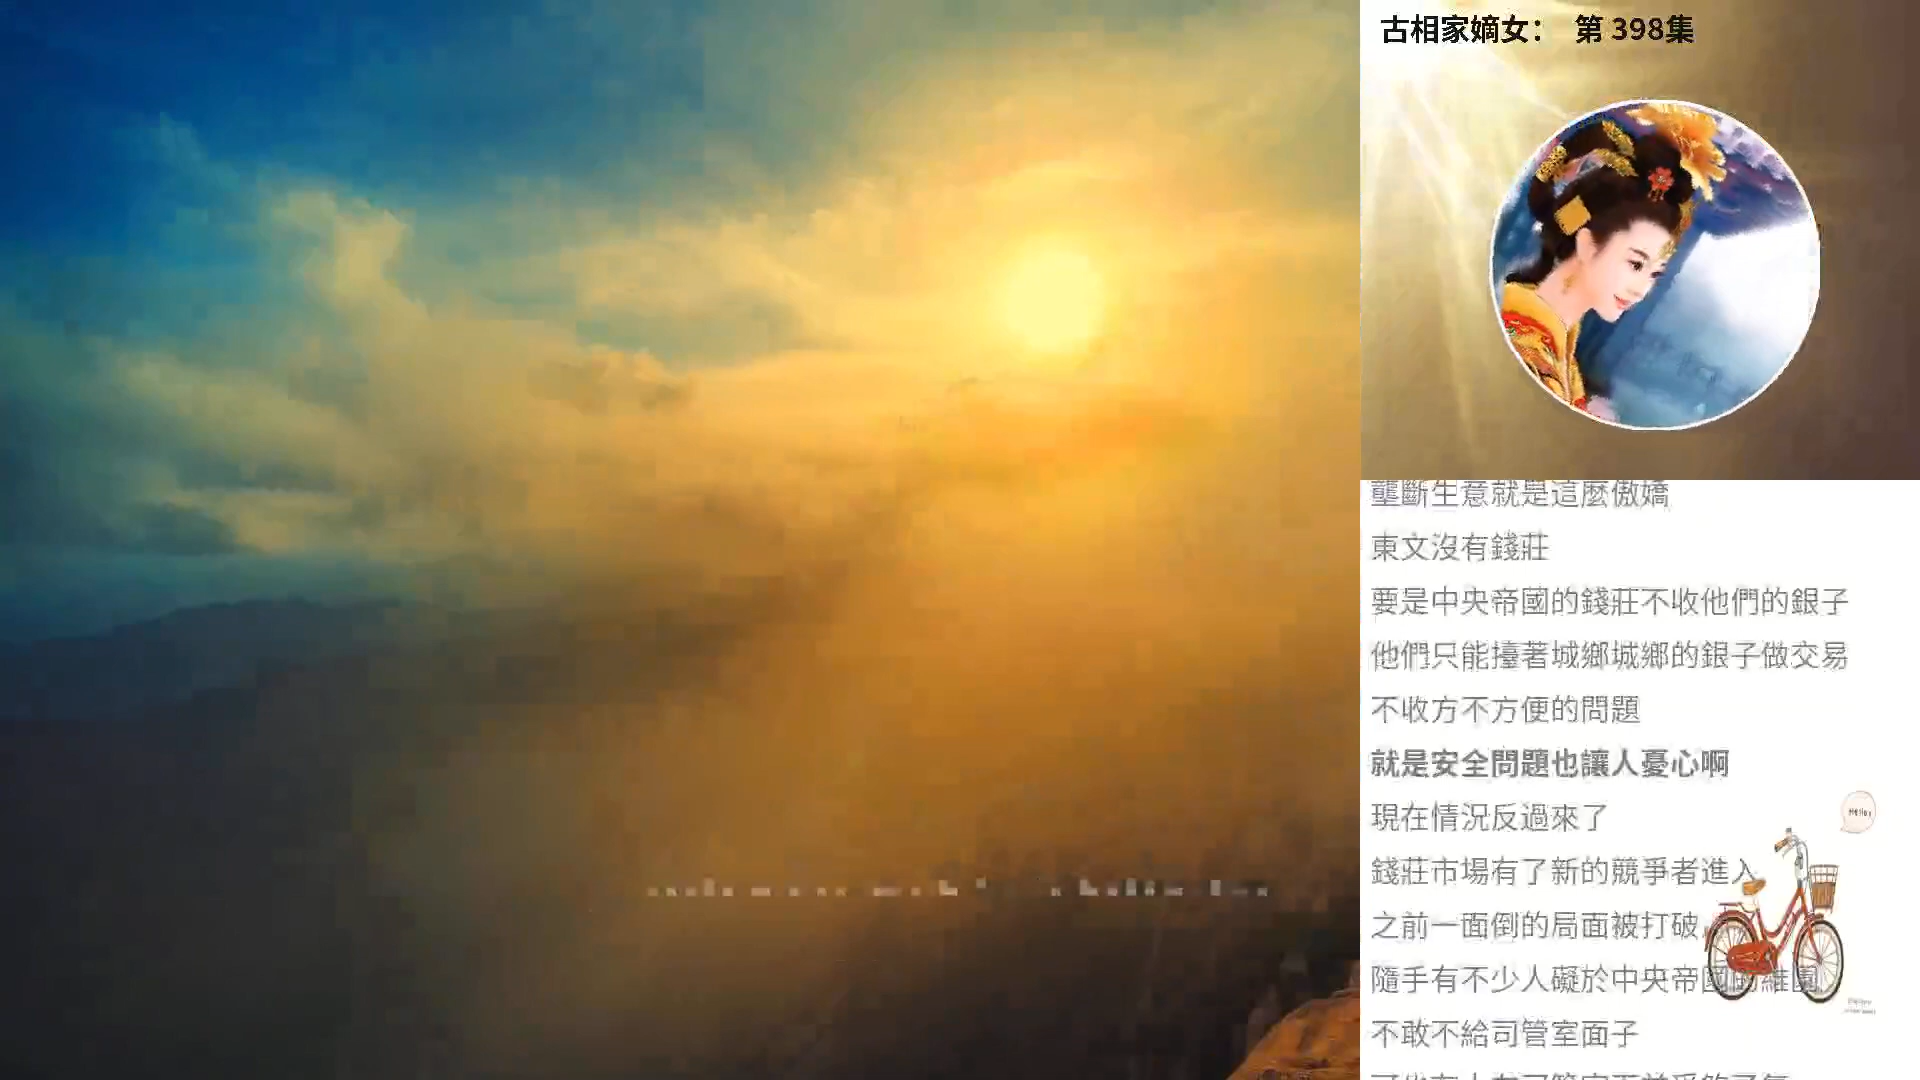 古相家嫡女： 第 398集
壟斷生意就是這麼傲嬌
東文沒有錢莊
要是中央帝國的錢莊不收他們的銀子
他們只能擡著城鄉城鄉的銀子做交易
不收方不方便的問題
就是安全問題也讓人憂心啊
現在情況反過來了
Hello!
錢莊市場有了新的競爭者進入
之前一面倒的局面被打破
隨手有不少人礙於中央帝國的維園
不敢不給司管室面子